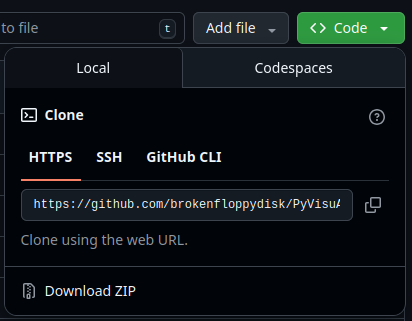 to file t Add file <> Code
Local Codespaces
Clone
HTTPS SSH GitHub CLI
https://github.com/brokenfloppydisk/PyVisu
Clone using the web URL.
Download ZIP